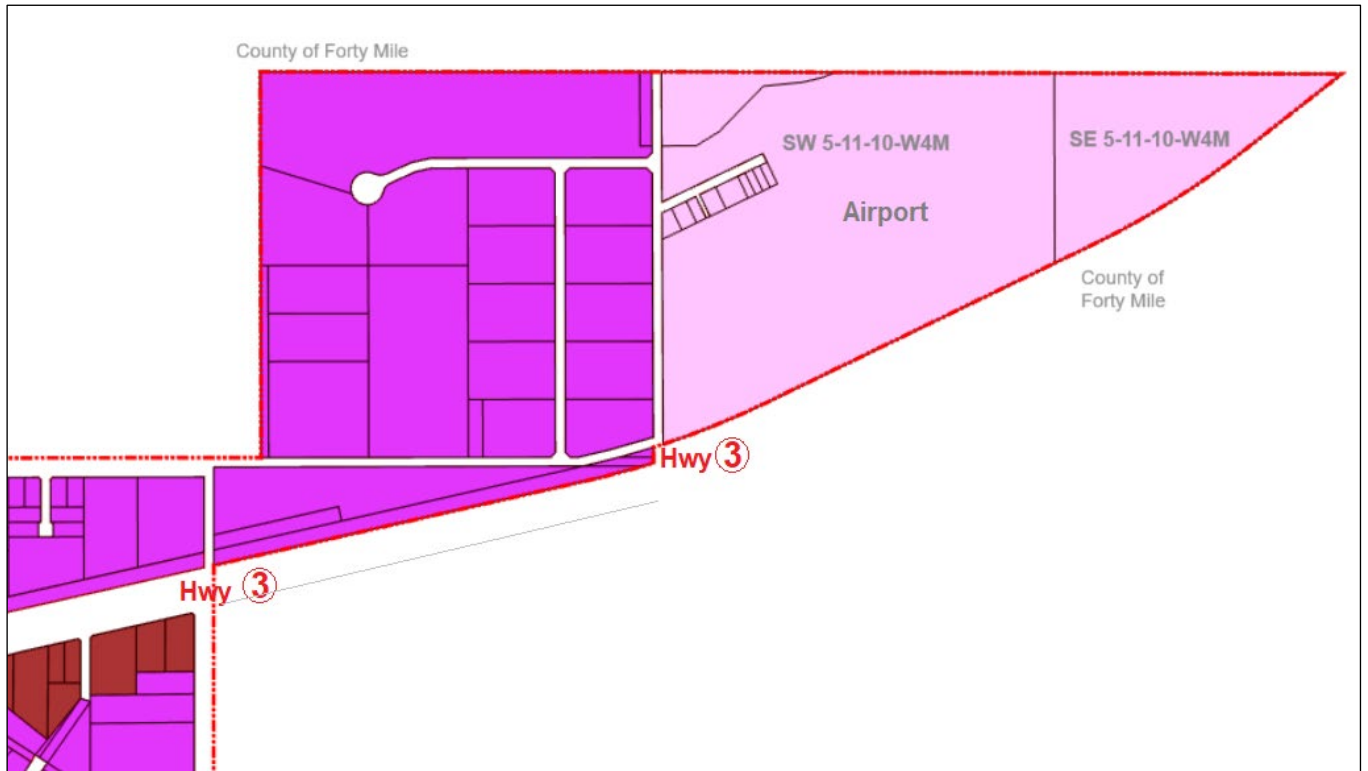 County of Forty Mile
SW 5-11-10-W4M
SE 5-11-10-W4M
Airport
County of
Forty Mile
Hwy 3
Hwy 3